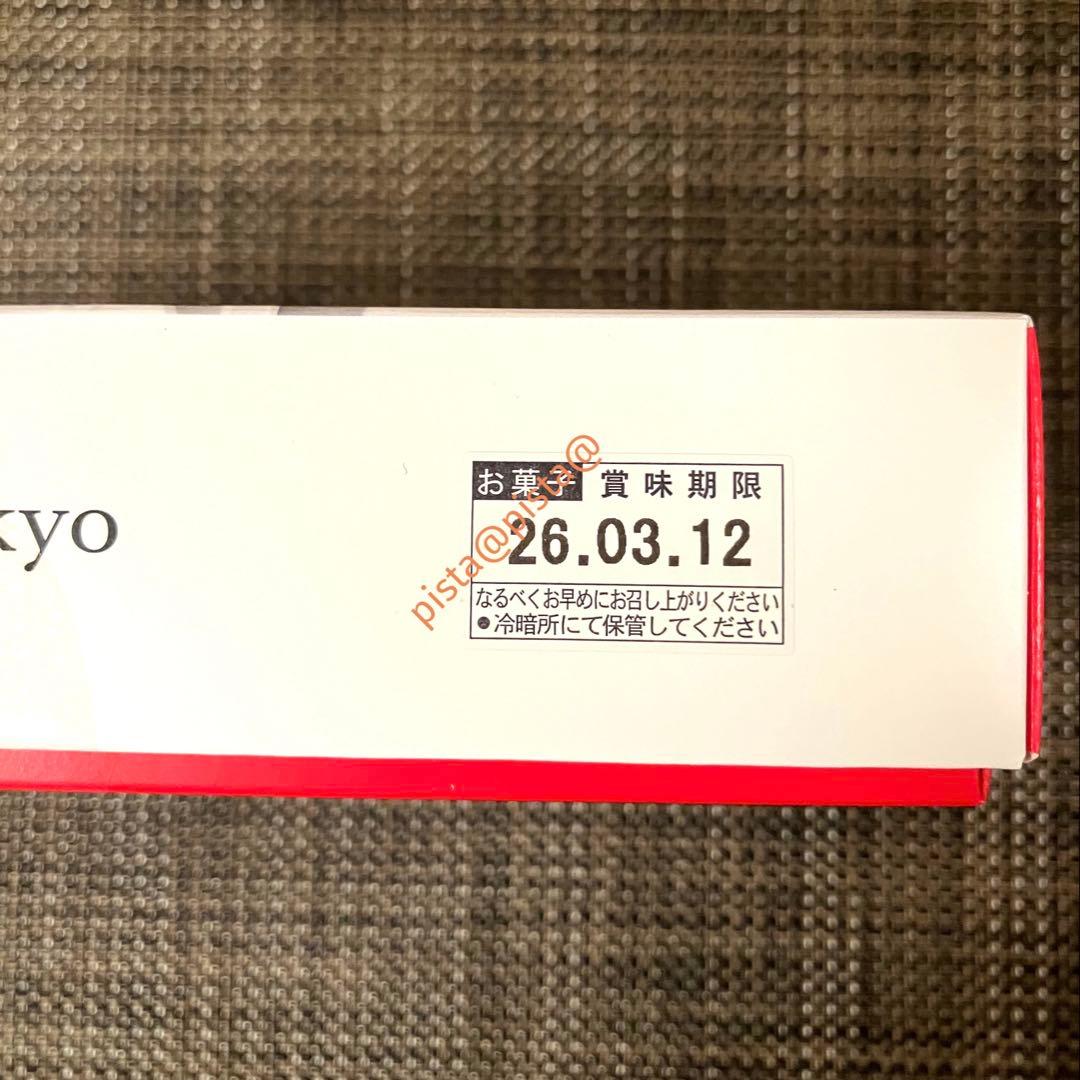 kyo
お菓子 賞味期限
26.03.12
なるべくお早めにお召し上がりください
●冷暗所にて保管してください
pista@pista@